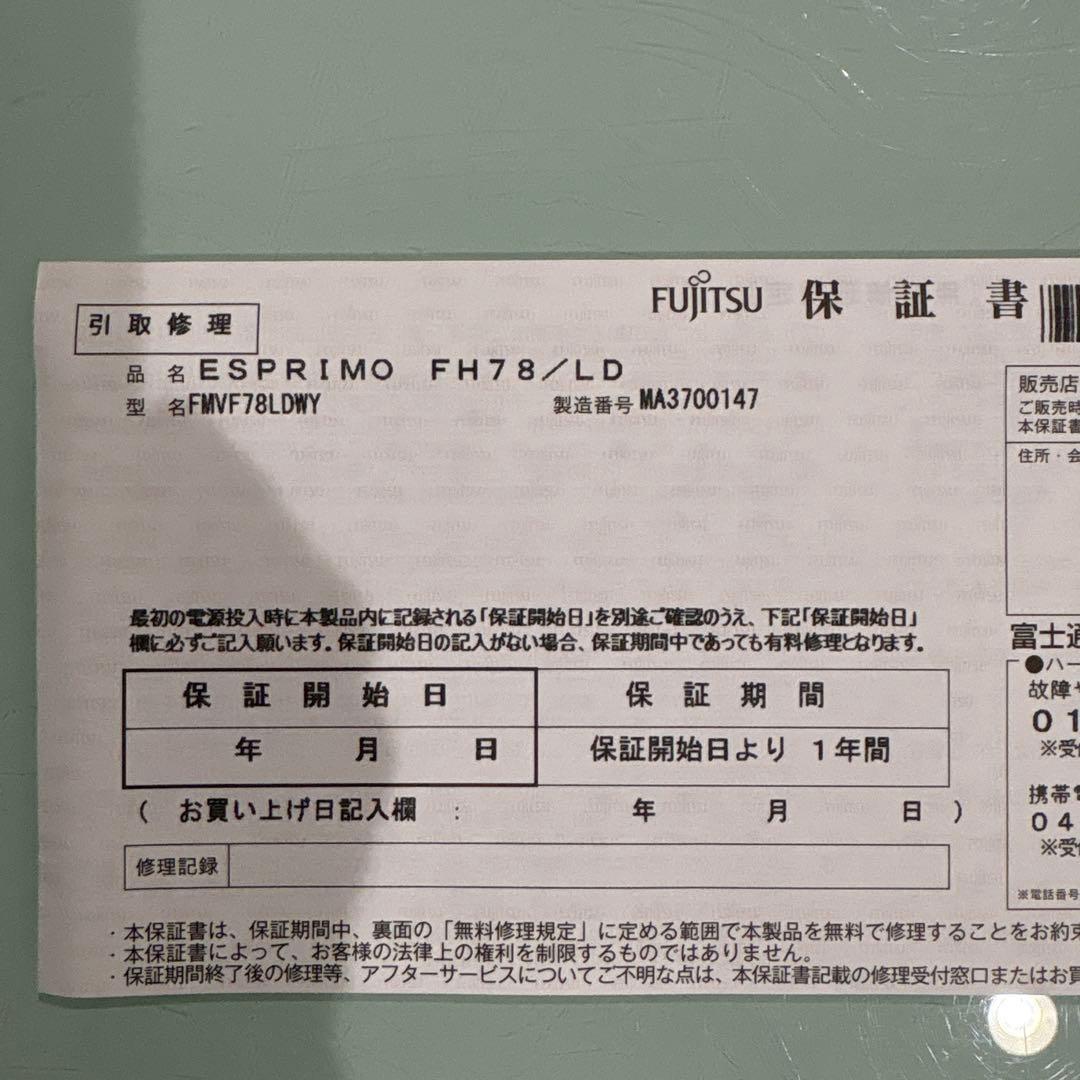 FUJITSU 保証書
引取修理
品名 ESPRIMO FH78/LD
型名 FMVF78LDWY 製造番号 MA3700147
販売店
ご販売時
本保証書
住所・会
最初の電源投入時に本製品内に記録される「保証開始日」を別途ご確認のうえ、下記「保証開始日」
欄に必ずご記入願います。保証開始日の記入がない場合、保証期間中であっても有料修理となります。
保証開始日 保証期間
年 月 日 保証開始日より 1年間
( お買い上げ日記入欄 : 年 月 日 )
修理記録
富士通
●ハー
故障や
01
※受
携帯電
04
※受
※電話番号
・本保証書は、保証期間中、裏面の「無料修理規定」に定める範囲で本製品を無料で修理することをお約束
・本保証書によって、お客様の法律上の権利を制限するものではありません。
・保証期間終了後の修理等、アフターサービスについてご不明な点は、本保証書記載の修理受付窓口またはお買